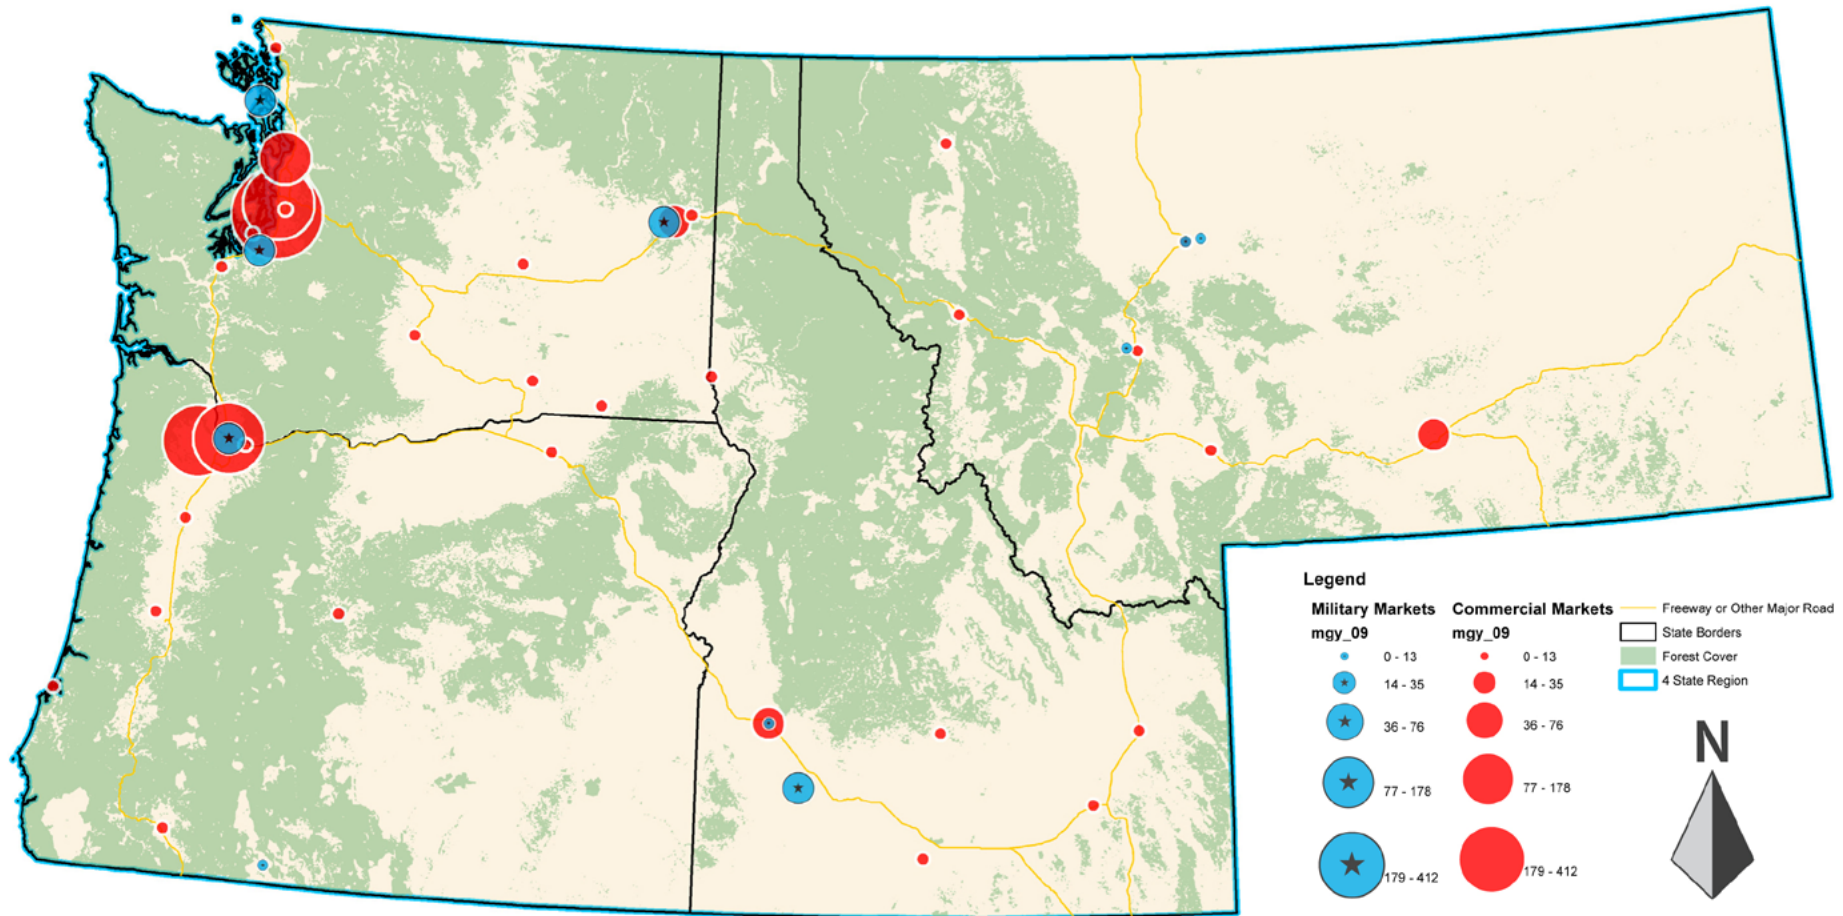 Legend
Military Markets Commercial Markets Freeway or Other Major Road
mgy_09 mgy_09 State Borders
0 - 13 0 - 13 Forest Cover
14 - 35 14 - 35 4 State Region
36 - 76 36 - 76
77 - 178 77 - 178
179 - 412 179 - 412
N